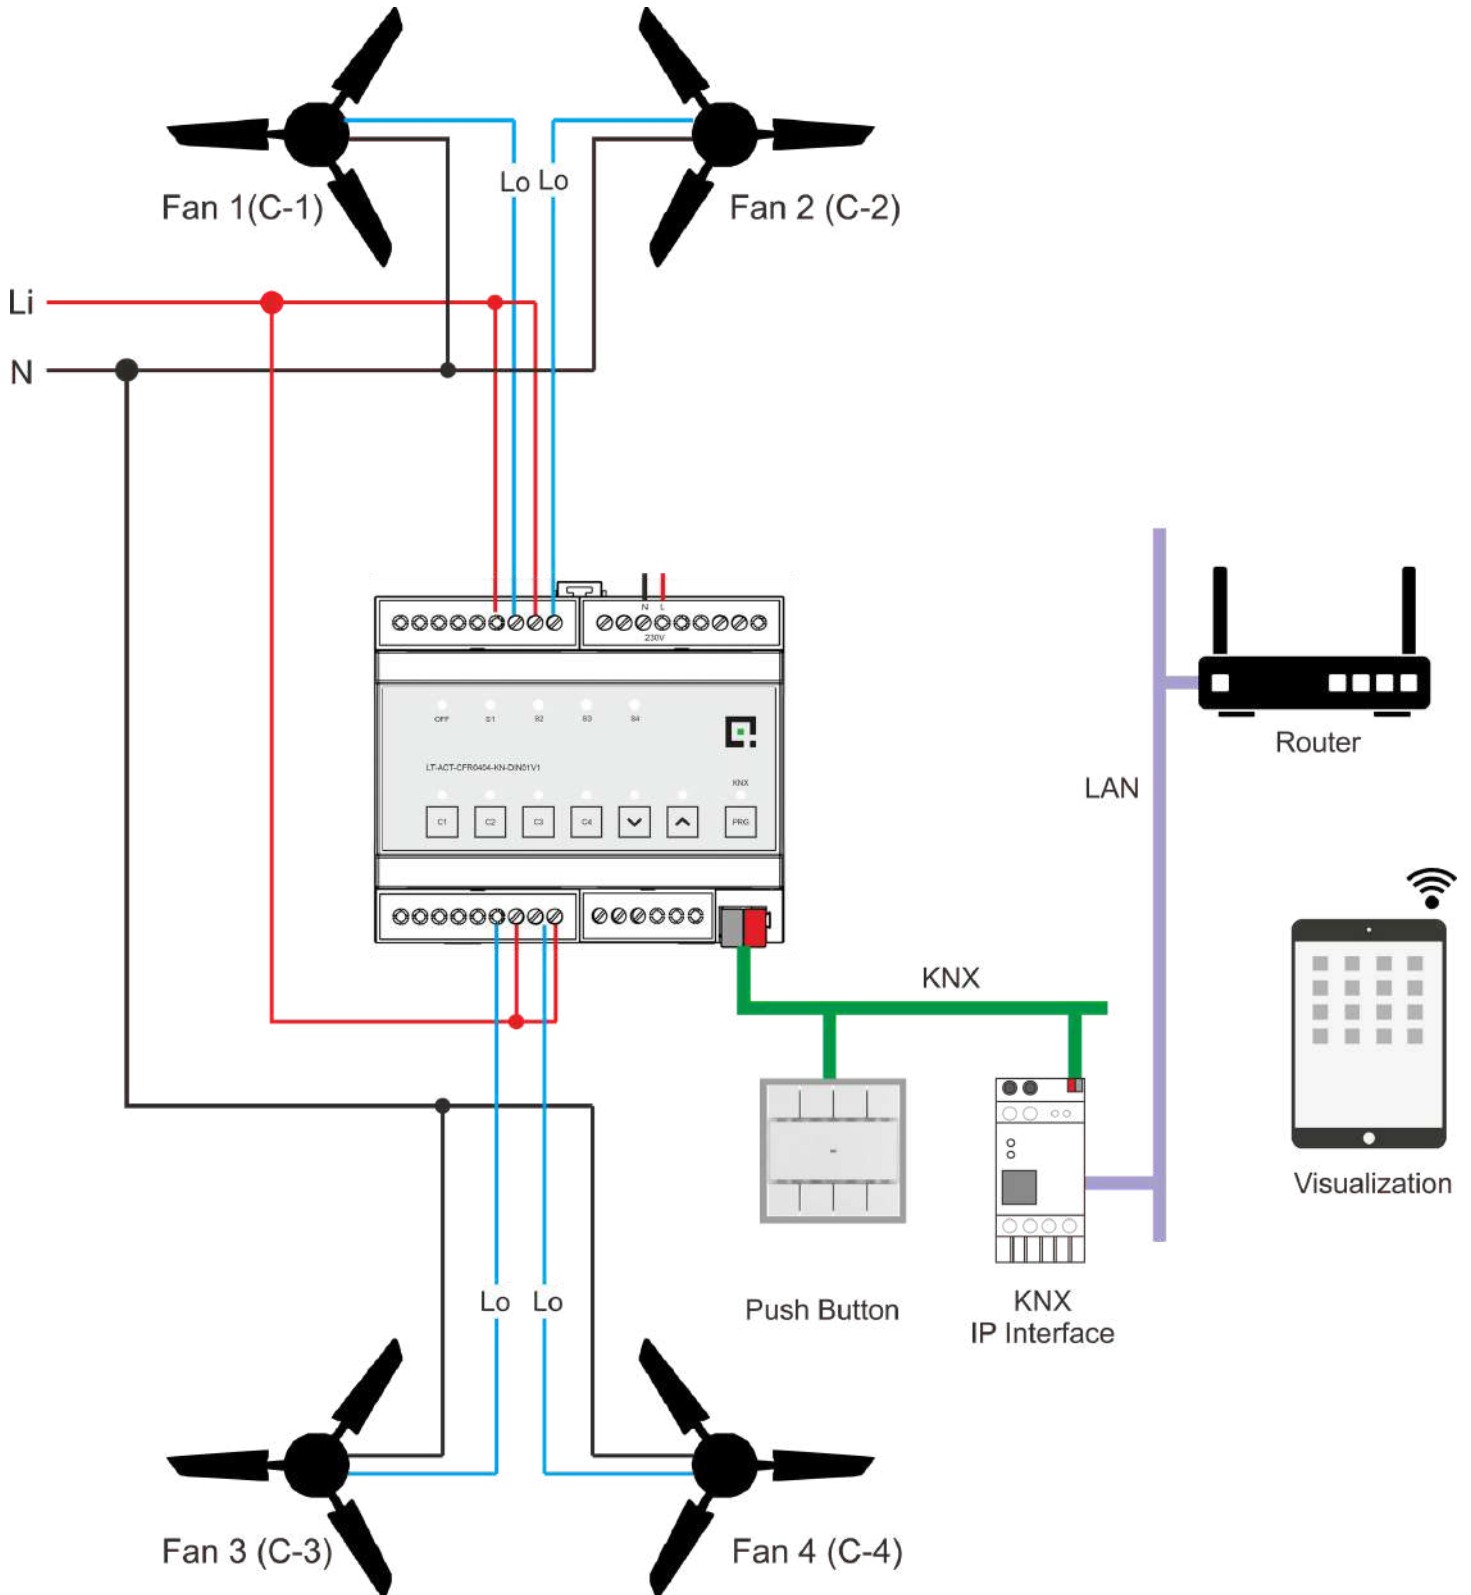 Lo Lo
Fan 1(C-1)
Fan 2 (C-2)
Li
N
N L
230V
OFF S1 S2 S3 S4
LT-ACT-CFR0404-KN-DIN01V1
KNX
C1 C2 C3 C4 PRG
Router
LAN
KNX
Visualization
Push Button
KNX
IP Interface
Lo Lo
Fan 3 (C-3)
Fan 4 (C-4)